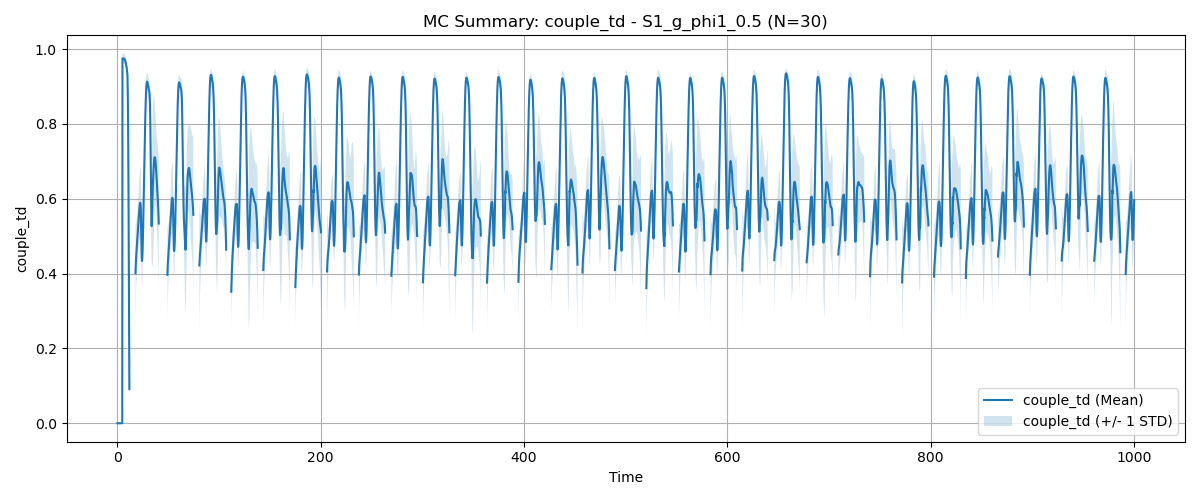 MC Summary: couple_td - S1_g_phi1_0.5 (N=30)
couple_td
1.0
0.8
0.6
0.4
0.2
0.0
0
200
400
600
800
1000
Time
couple_td (Mean)
couple_td (+/- 1 STD)